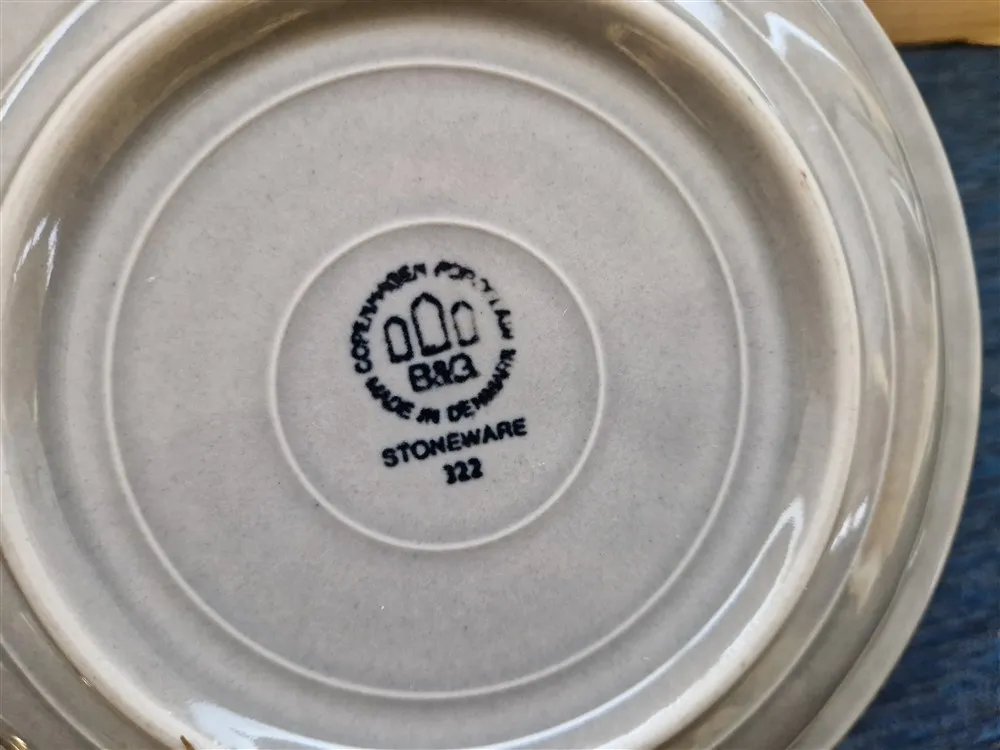 COPENHAGEN PORCELAIN
B&G
MADE IN DENMARK
STONEWARE
322